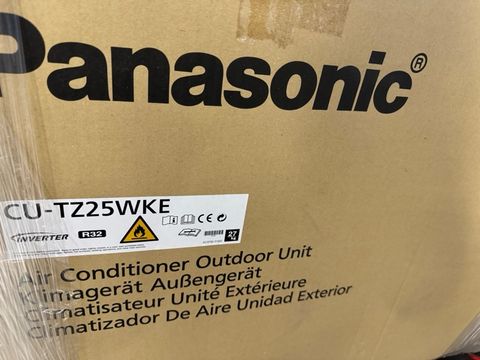 Panasonic®
CU-TZ25WKE
INVERTER R32
27
Air Conditioner Outdoor Unit
Klimagerät Außengerät
Climatisateur Unité Extérieure
Climatizador De Aire Unidad Exterior